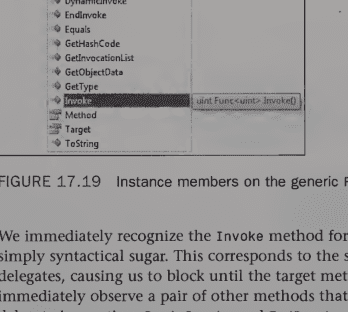 DynamicInvoke
EndInvoke
Equals
GetHashCode
GetInvocationList
GetObjectData
GetType
Invoke uint Func<uint> Invoke()
Method
Target
ToString
FIGURE 17.19 Instance members on the generic
We immediately recognize the Invoke method for
simply syntactical sugar. This corresponds to the
delegates, causing us to block until the target
immediately observe a pair of other methods that